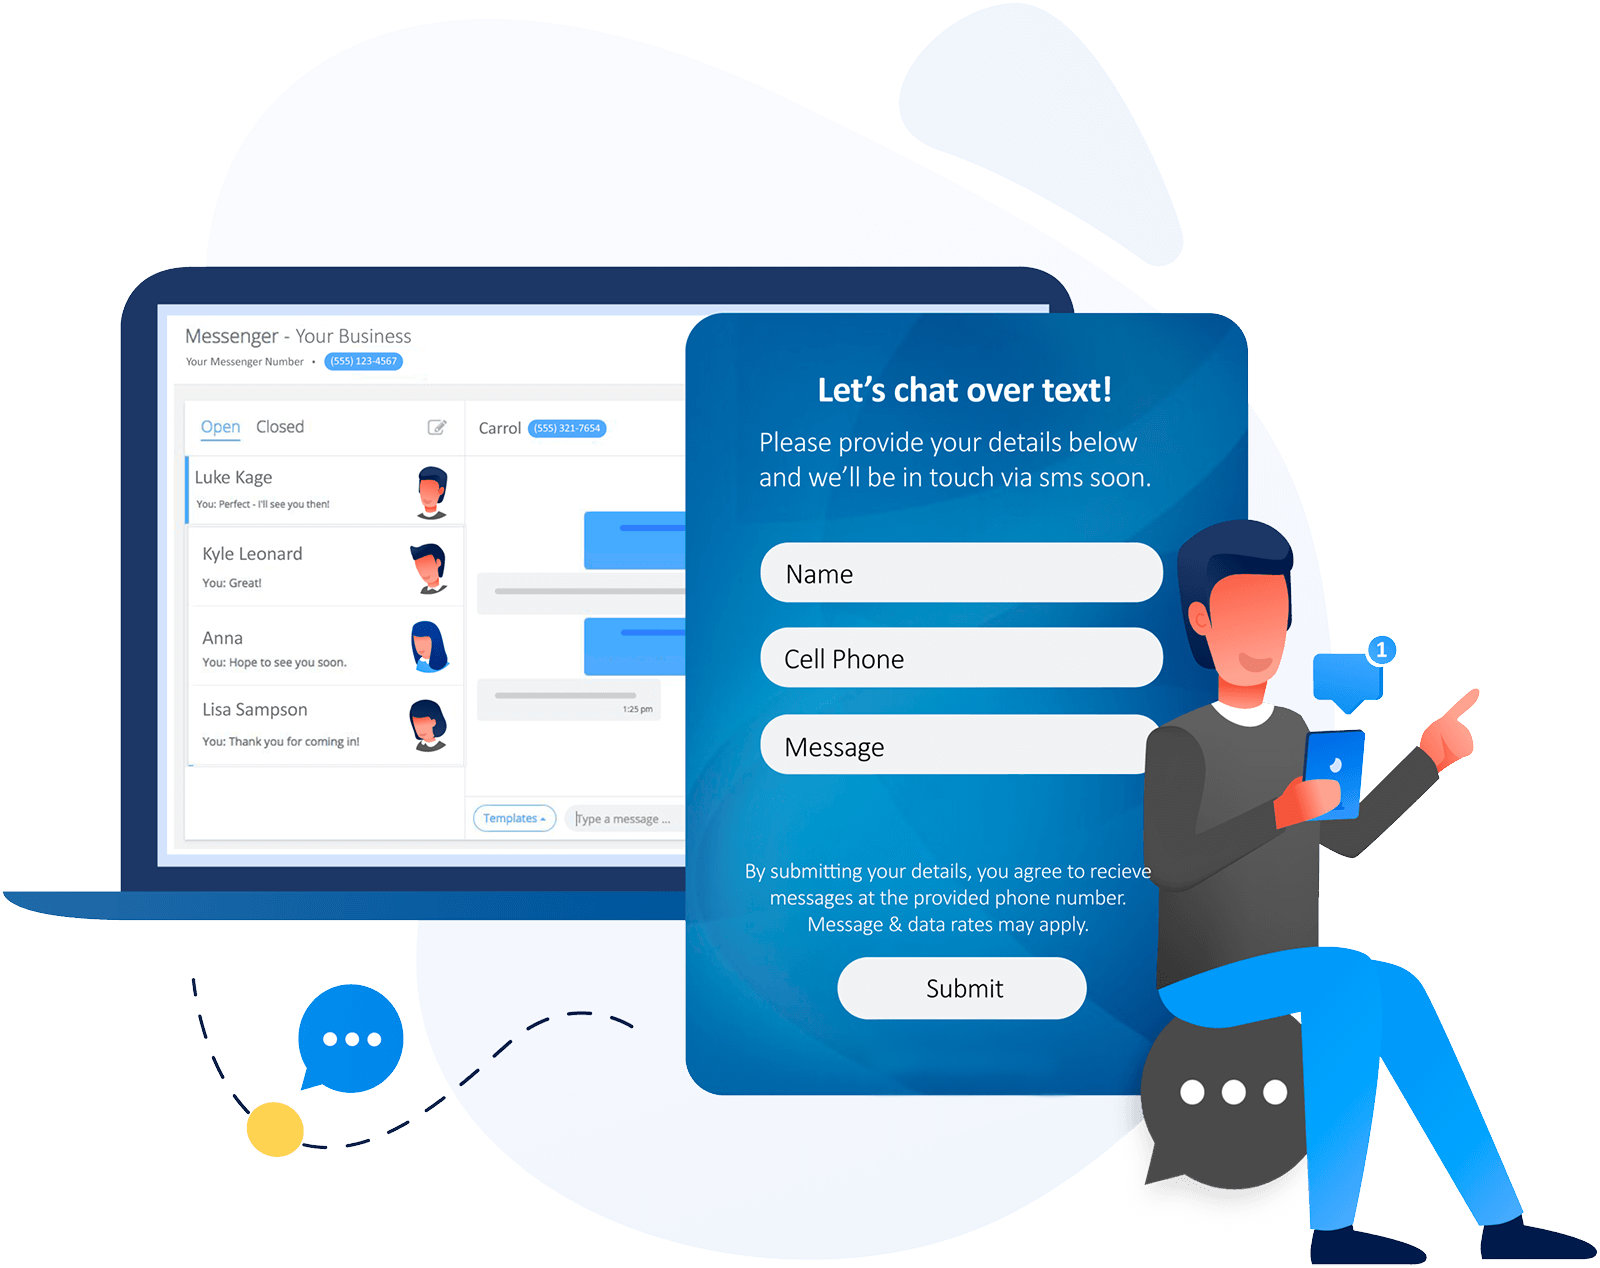 Messenger - Your Business
Your Messenger Number • (555) 123-4567
Open Closed
Luke Kage
You: Perfect - I'll see you then!
Kyle Leonard
You: Great!
Anna
You: Hope to see you soon.
Lisa Sampson
You: Thank you for coming in!
Carrol (555) 321-7654
1:25 pm
Templates
Type a message ...
Let's chat over text!
Please provide your details below
and we'll be in touch via sms soon.
Name
Cell Phone
Message
By submitting your details, you agree to recieve
messages at the provided phone number.
Message & data rates may apply.
Submit
1